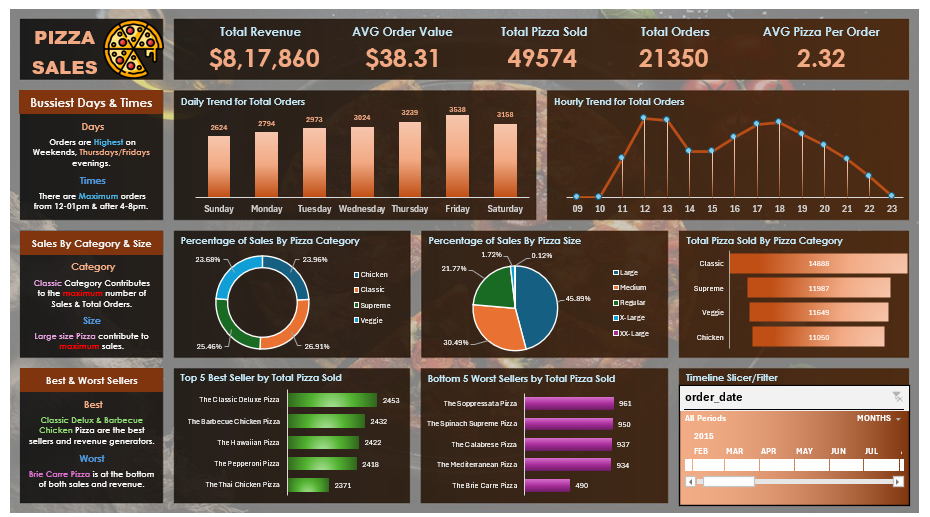 PIZZA
SALES
Total Revenue
$8,17,860
AVG Order Value
$38.31
Total Pizza Sold
49574
Total Orders
21350
AVG Pizza Per Order
2.32
Bussiest Days & Times
Days
Orders are Highest on
Weekends, Thursdays/Fridays
evenings.
Times
There are Maximum orders
from 12-01pm & after 4-8pm.
Daily Trend for Total Orders
2624 2794 2973 3024 3239 3538 3158
Sunday Monday Tuesday Wednesday Thursday Friday Saturday
Hourly Trend for Total Orders
09 10 11 12 13 14 15 16 17 18 19 20 21 22 23
Sales By Category & Size
Category
Classic Category Contributes
to the maximum number of
Sales & Total Orders.
Size
Large size Pizza contribute to
maximum sales.
Percentage of Sales By Pizza Category
23.68% 23.96%
25.46% 26.91%
Chicken
Classic
Supreme
Veggie
Percentage of Sales By Pizza Size
1.72% 0.12%
21.77%
45.89%
30.49%
Large
Medium
Regular
X-Large
XX-Large
Total Pizza Sold By Pizza Category
Classic 14888
Supreme 11987
Veggie 11649
Chicken 11050
Best & Worst Sellers
Best
Classic Delux & Barbecue
Chicken Pizza are the best
sellers and revenue generators.
Worst
Brie Carre Pizza is at the bottom
of both sales and revenue.
Top 5 Best Seller by Total Pizza Sold
The Classic Deluxe Pizza 2453
The Barbecue Chicken Pizza 2432
The Hawaiian Pizza 2422
The Pepperoni Pizza 2418
The Thai Chicken Pizza 2371
Bottom 5 Worst Sellers by Total Pizza Sold
The Soppressata Pizza 961
The Spinach Supreme Pizza 950
The Calabrese Pizza 937
The Mediterranean Pizza 934
The Brie Carre Pizza 490
Timeline Slicer/Filter
order_date
All Periods MONTHS
2015
FEB MAR APR MAY JUN JUL